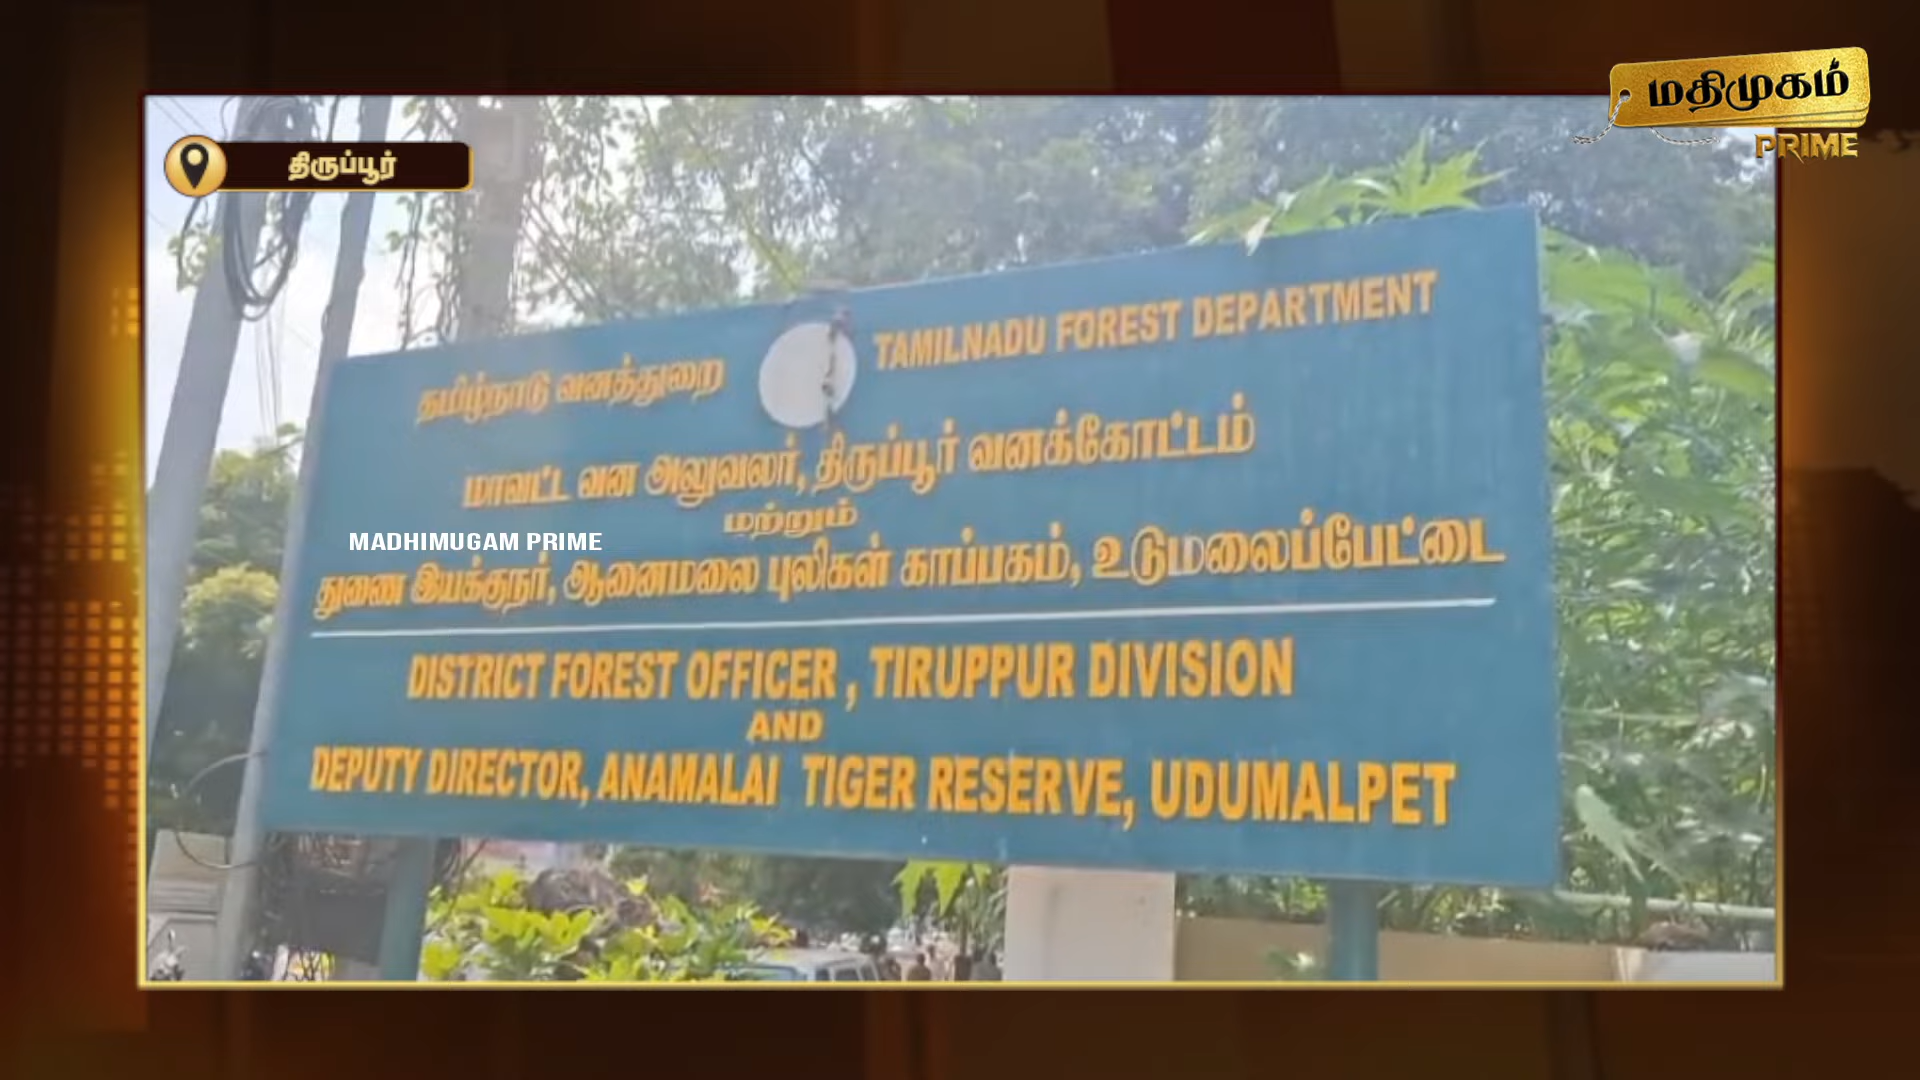 மதிமுகம்
PRIME
திருப்பூர்
தமிழ்நாடு வனத்துறை
TAMILNADU FOREST DEPARTMENT
மாவட்ட வன அலுவலர், திருப்பூர் வனக்கோட்டம்
மற்றும்
MADHIMUGAM PRIME
துணை இயக்குநர், ஆனைமலை புலிகள் காப்பகம், உடுமலைப்பேட்டை
DISTRICT FOREST OFFICER, TIRUPPUR DIVISION
AND
DEPUTY DIRECTOR, ANAMALAI TIGER RESERVE, UDUMALPET